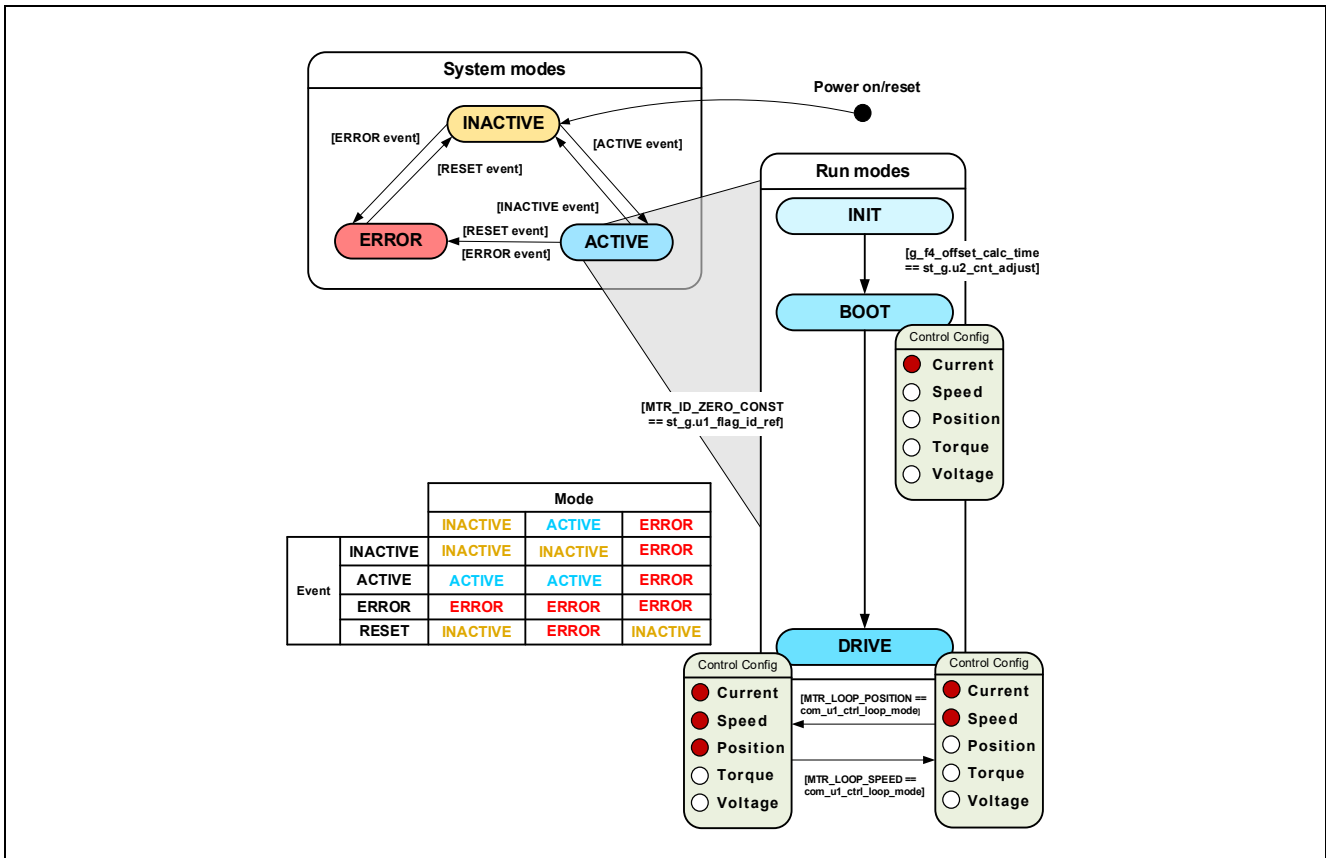 System modes
Power on/reset
INACTIVE
[ERROR event]
[ACTIVE event]
[RESET event]
[INACTIVE event]
ERROR
[RESET event]
[ERROR event]
ACTIVE
Run modes
INIT
[g_f4_offset_calc_time
== st_g.u2_cnt_adjust]
BOOT
Control Config
Current
Speed
Position
Torque
Voltage
[MTR_ID_ZERO_CONST
== st_g.u1_flag_id_ref]
Mode
INACTIVE ACTIVE ERROR
Event
INACTIVE INACTIVE INACTIVE ERROR
ACTIVE ACTIVE ACTIVE ERROR
ERROR ERROR ERROR ERROR
RESET INACTIVE ERROR INACTIVE
DRIVE
Control Config
Current
Speed
Position
Torque
Voltage
[MTR_LOOP_POSITION ==
com_u1_ctrl_loop_mode]
[MTR_LOOP_SPEED ==
com_u1_ctrl_loop_mode]
Control Config
Current
Speed
Position
Torque
Voltage